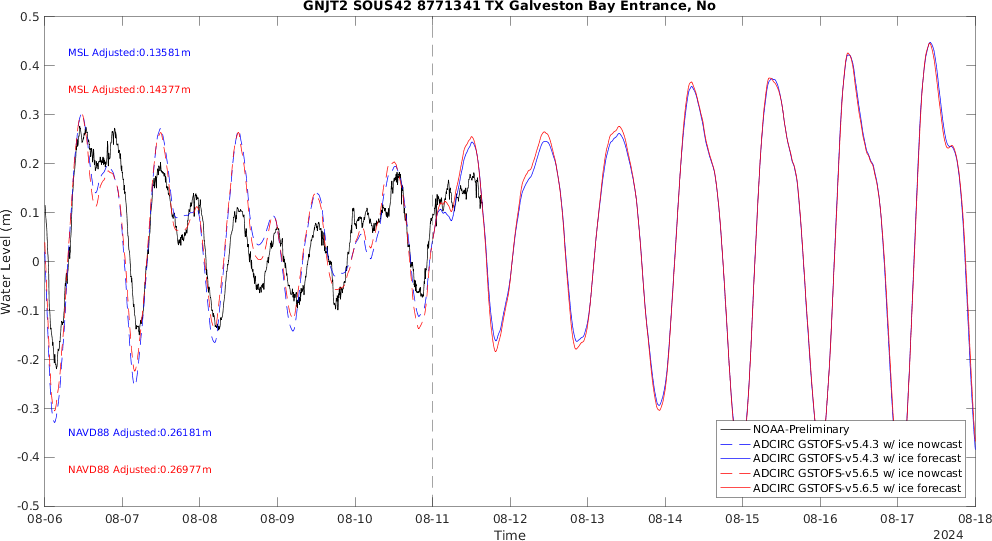 GNJT2 SOUS42 8771341 TX Galveston Bay Entrance, No
0.5
0.4
0.3
0.2
0.1
0
-0.1
-0.2
-0.3
-0.4
-0.5
Water Level (m)
MSL Adjusted:0.13581m
MSL Adjusted:0.14377m
NAVD88 Adjusted:0.26181m
NAVD88 Adjusted:0.26977m
NOAA-Preliminary
ADCIRC GSTOFS-v5.4.3 w/ ice nowcast
ADCIRC GSTOFS-v5.4.3 w/ ice forecast
ADCIRC GSTOFS-v5.6.5 w/ ice nowcast
ADCIRC GSTOFS-v5.6.5 w/ ice forecast
08-06 08-07 08-08 08-09 08-10 08-11 08-12 08-13 08-14 08-15 08-16 08-17 08-18
Time
2024